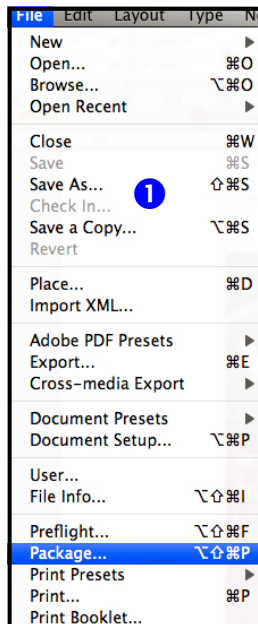 File Edit Layout Type
New ▶
Open... ⌘O
Browse... ⌥⌘O
Open Recent ▶
Close ⌘W
Save ⌘S
Save As... ⇧⌘S
1
Check In...
Save a Copy... ⌥⌘S
Revert
Place... ⌘D
Import XML...
Adobe PDF Presets ▶
Export... ⌘E
Cross-media Export ▶
Document Presets ▶
Document Setup... ⌥⌘P
User...
File Info... ⌥⇧⌘I
Preflight... ⌥⇧⌘F
Package... ⌥⇧⌘P
Print Presets ▶
Print... ⌘P
Print Booklet...